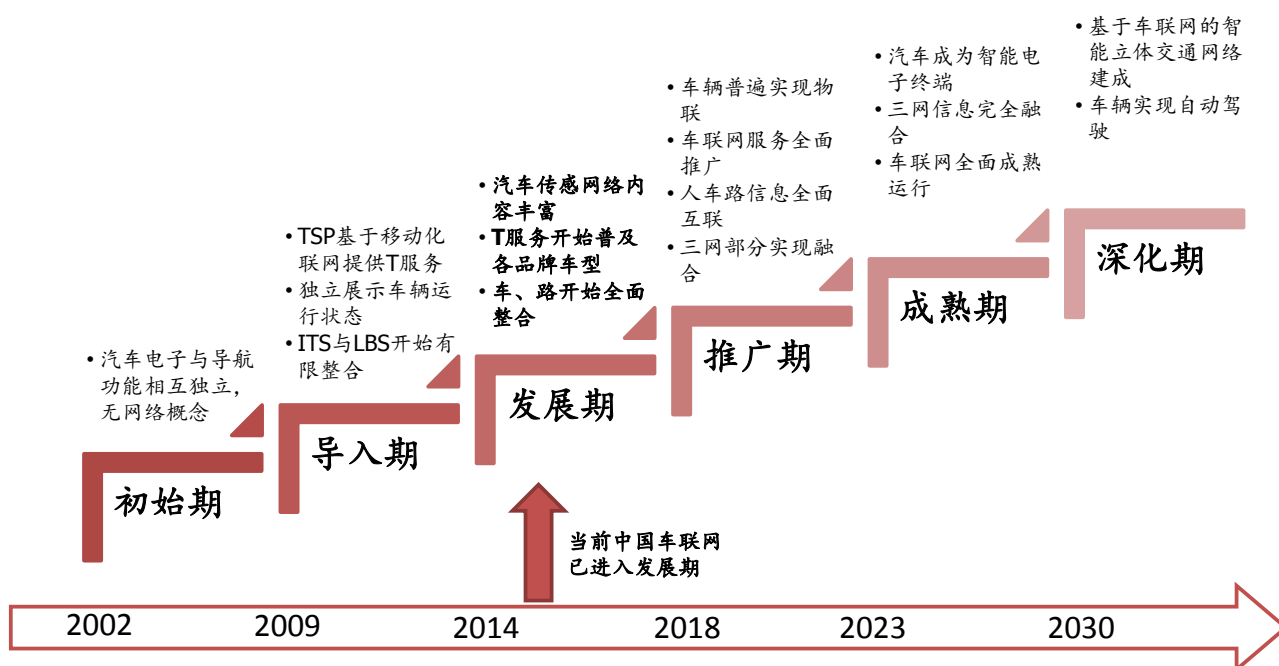 • 汽车电子与导航
功能相互独立,
无网络概念
初始期
• TSP基于移动化
联网提供T服务
• 独立展示车辆运
行状态
• ITS与LBS开始有
限整合
导入期
• 汽车传感网络内
容丰富
• T服务开始普及
各品牌车型
• 车、路开始全面
整合
发展期
• 车辆普遍实现物
联
• 车联网服务全面
推广
• 人车路信息全面
互联
• 三网部分实现融
合
推广期
• 汽车成为智能电
子终端
• 三网信息完全融
合
• 车联网全面成熟
运行
成熟期
• 基于车联网的智
能立体交通网络
建成
• 车辆实现自动驾
驶
深化期
当前中国车联网
已进入发展期
2002 2009 2014 2018 2023 2030